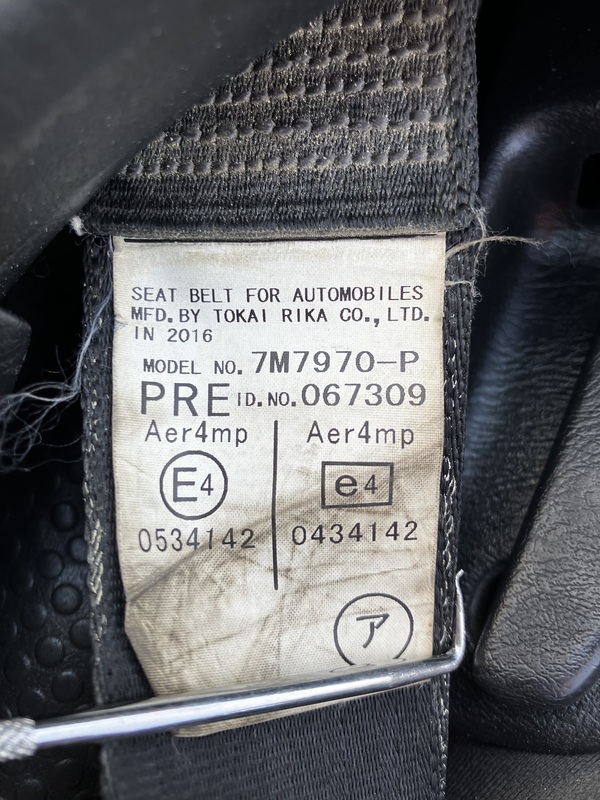 SEAT BELT FOR AUTOMOBILES
MFD. BY TOKAI RIKA CO., LTD.
IN 2016
MODEL NO. 7M7970-P
PRE ID.NO. 067309
Aer4mp Aer4mp
E4 e4
0534142 0434142
ア